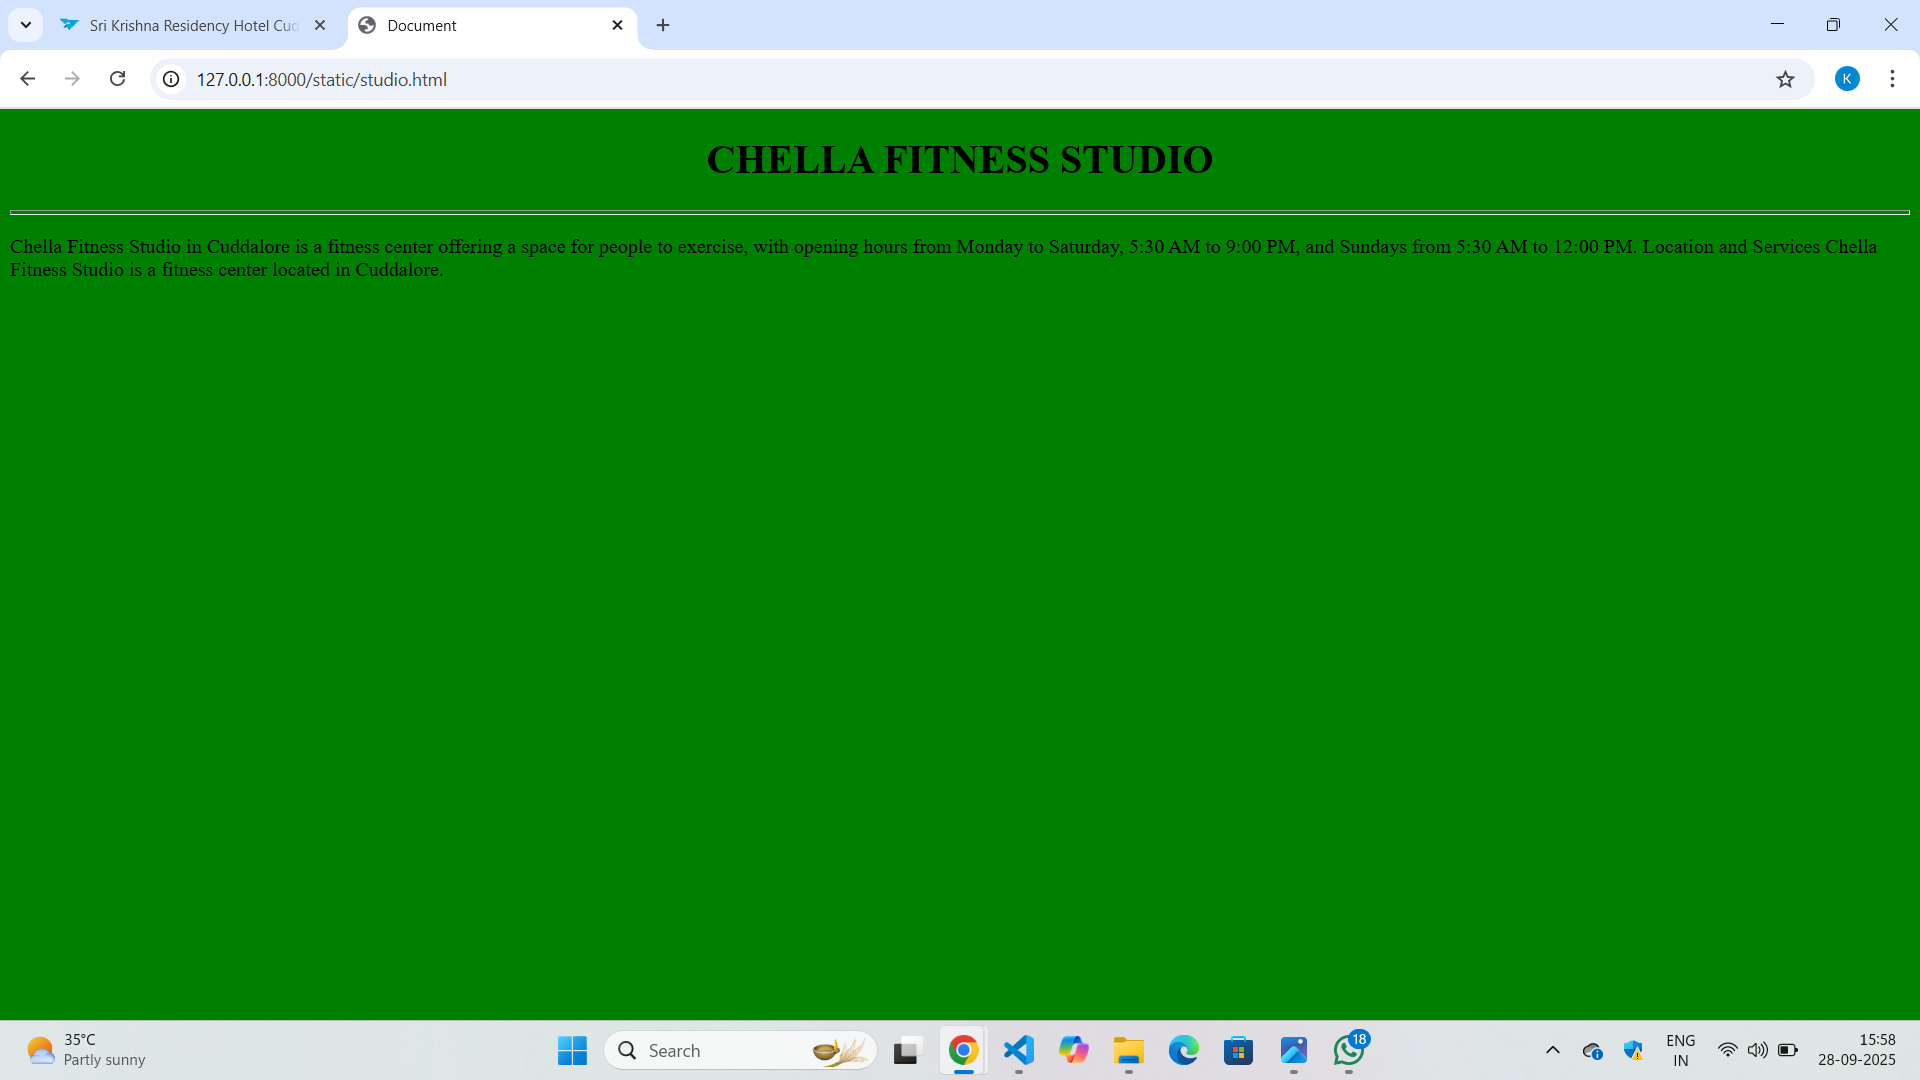 Sri Krishna Residency Hotel Cud
Document
127.0.0.1:8000/static/studio.html
K
CHELLA FITNESS STUDIO
Chella Fitness Studio in Cuddalore is a fitness center offering a space for people to exercise, with opening hours from Monday to Saturday, 5:30 AM to 9:00 PM, and Sundays from 5:30 AM to 12:00 PM. Location and Services Chella
Fitness Studio is a fitness center located in Cuddalore.
35°C
Partly sunny
Search
18
ENG
IN
15:58
28-09-2025